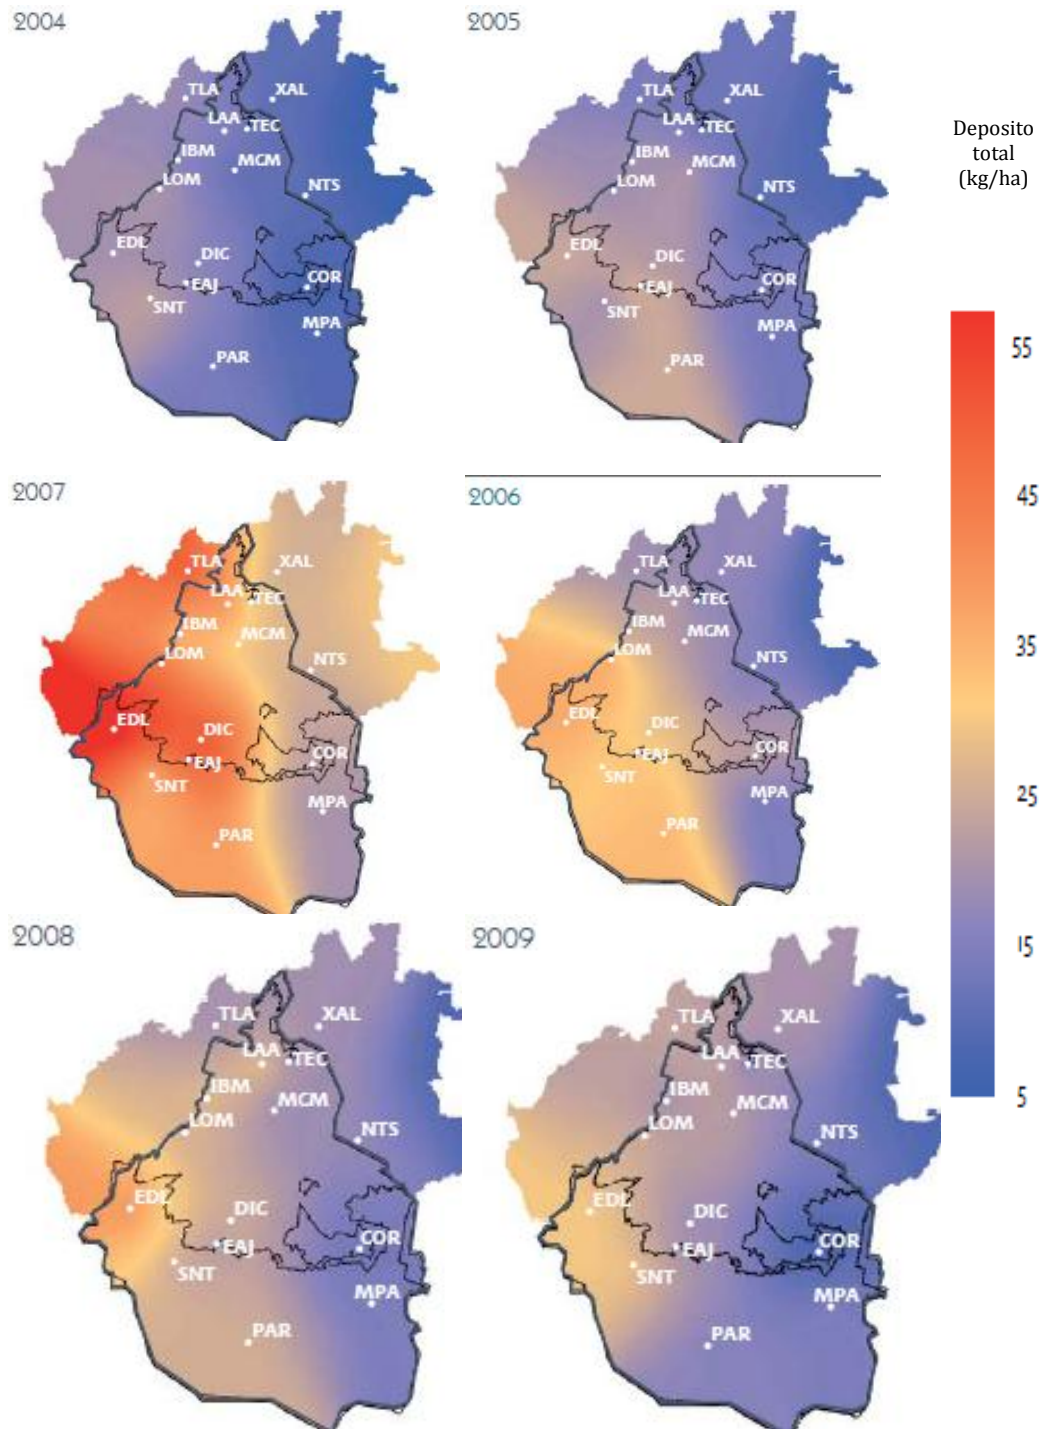 2004
TLA
XAL
LAA
TEC
IBM
MCM
LOM
NTS
EDL
DIC
EAJ
COR
SNT
MPA
PAR
2005
TLA
XAL
LAA
TEC
IBM
MCM
LOM
NTS
EDL
DIC
EAJ
COR
SNT
MPA
PAR
Deposito
total
(kg/ha)
55
45
35
25
15
5
2007
TLA
XAL
LAA
TEC
IBM
MCM
LOM
NTS
EDL
DIC
EAJ
COR
SNT
MPA
PAR
2006
TLA
XAL
LAA
TEC
IBM
MCM
LOM
NTS
EDL
DIC
EAJ
COR
SNT
MPA
PAR
2008
TLA
XAL
LAA
TEC
IBM
MCM
LOM
NTS
EDL
DIC
EAJ
COR
SNT
MPA
PAR
2009
TLA
XAL
LAA
TEC
IBM
MCM
LOM
NTS
EDL
DIC
EAJ
COR
SNT
MPA
PAR